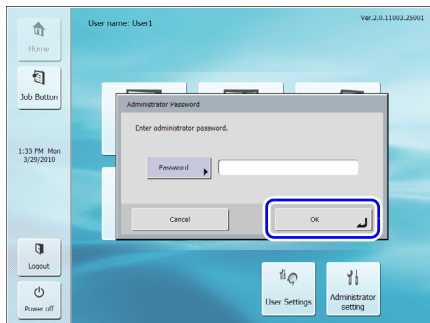 User name: User1
Ver.2.0.11003.25001
Home
Job Button
1:33 PM Mon
3/29/2010
Logout
Power off
Administrator Password
Enter administrator password.
Password
Cancel
OK
User Settings
Administrator
setting